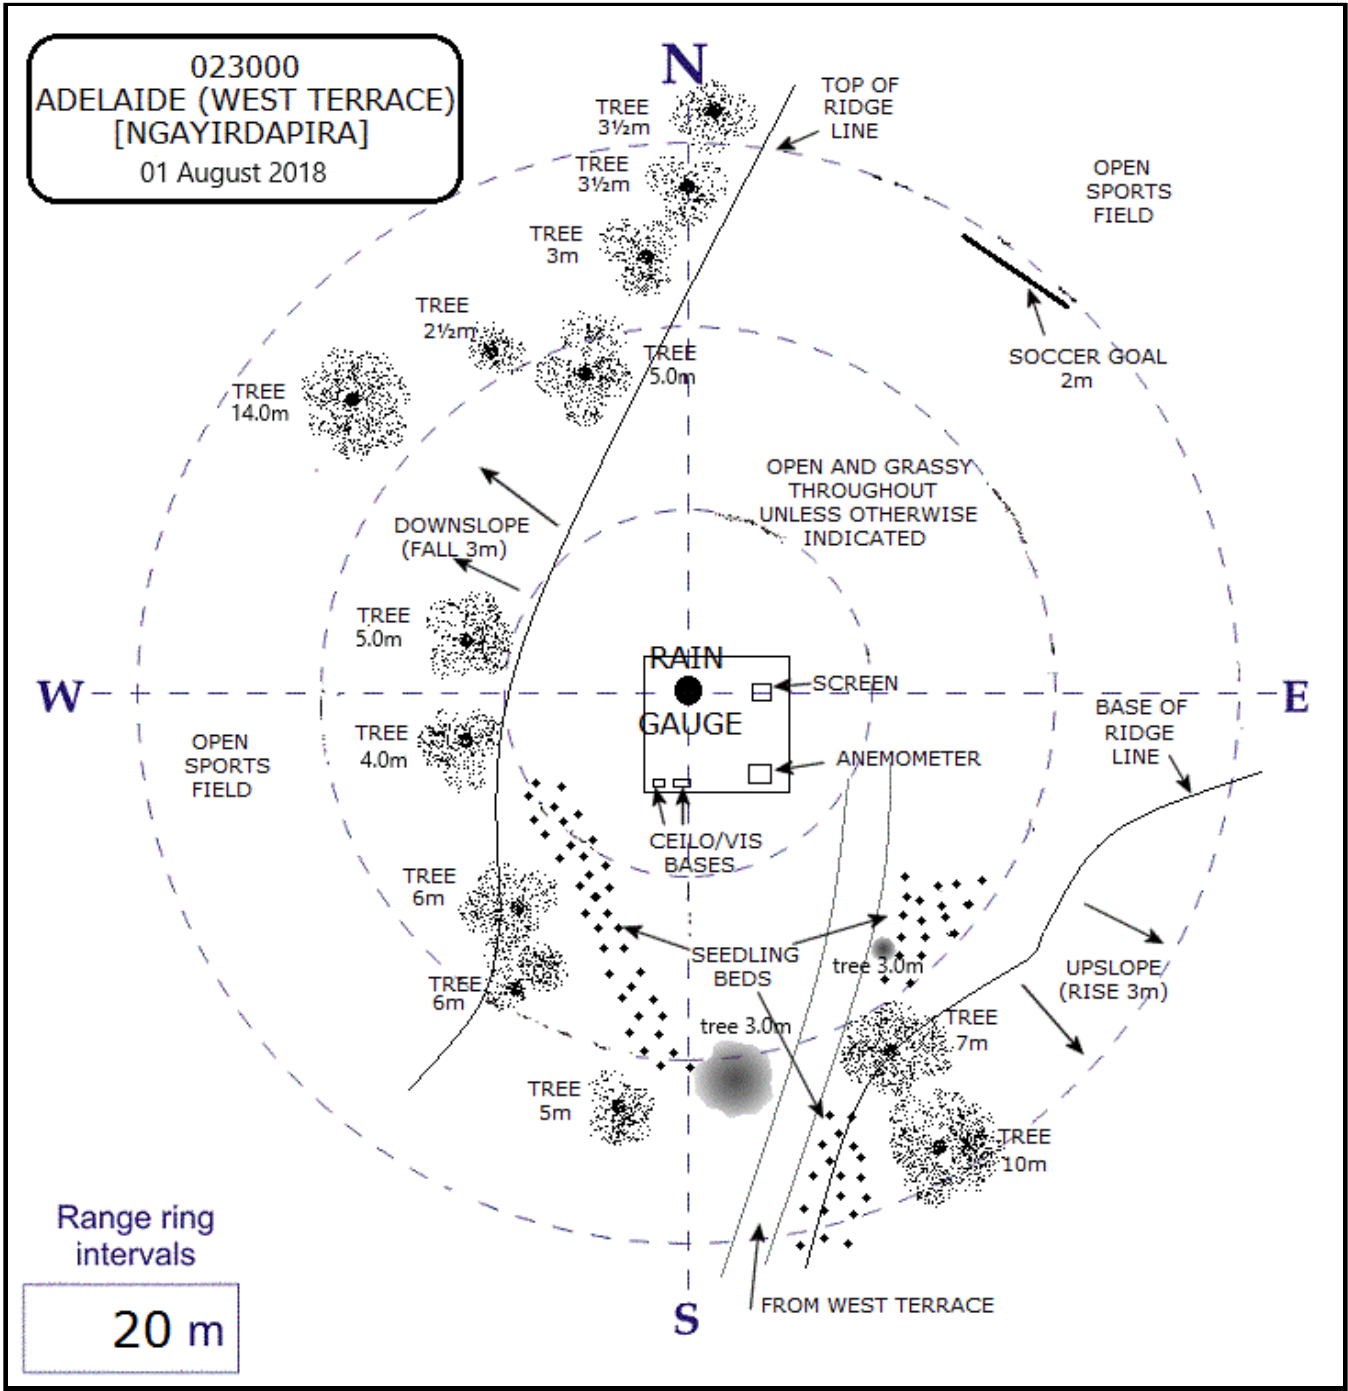 023000
ADELAIDE (WEST TERRACE)
[NGAYIRDAPIRA]
01 August 2018
N
TOP OF
RIDGE
LINE
TREE
3½m
TREE
3½m
OPEN
SPORTS
FIELD
TREE
3m
TREE
2½m
TREE
5.0m
SOCCER GOAL
2m
TREE
14.0m
OPEN AND GRASSY
THROUGHOUT
UNLESS OTHERWISE
INDICATED
DOWNSLOPE
(FALL 3m)
TREE
5.0m
RAIN
GAUGE
SCREEN
W
E
BASE OF
RIDGE
LINE
OPEN
SPORTS
FIELD
TREE
4.0m
ANEMOMETER
CEILO/VIS
BASES
TREE
6m
SEEDLING
BEDS
tree 3.0m
UPSLOPE
(RISE 3m)
TREE
6m
tree 3.0m
TREE
7m
TREE
5m
TREE
10m
Range ring
intervals
20 m
S
FROM WEST TERRACE